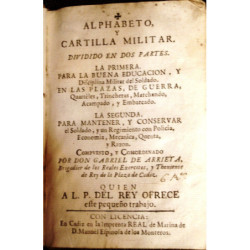 ALPHABETO,
Y
CARTILLA MILITAR.
DIVIDIDO EN DOS PARTES.
LA PRIMERA
PARA LA BUENA EDUCACION, Y
Disciplina Militar del Soldado.
EN LAS PLAZAS, DE GUERRA,
Quarteles, Trincheras, Marchando,
Acampado, y Embarcado.
LA SEGUNDA
PARA MANTENER, Y CONSERVAR
el Soldado, y un Regimiento con Policia,
Economia, Mecanica, Questa,
y Razon.
COMPUESTO, Y COORDINADO
POR DON GABRIEL DE ARRIETA,
Brigadier de los Reales Exercitos, y Theniente
de Rey de la Plaza de Cadiz.
QUIEN
A L. P. DEL REY OFRECE
este pequeño trabajo.
CON LICENCIA:
En Cadiz en la Imprenta REAL de Marina de
D. Manuel Espinosa de los Monteros.